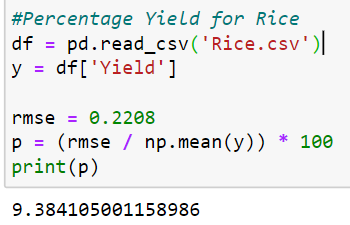 #Percentage Yield for Rice
df = pd.read_csv('Rice.csv')
y = df['Yield']
rmse = 0.2208
p = (rmse / np.mean(y)) * 100
print(p)
9.384105001158986